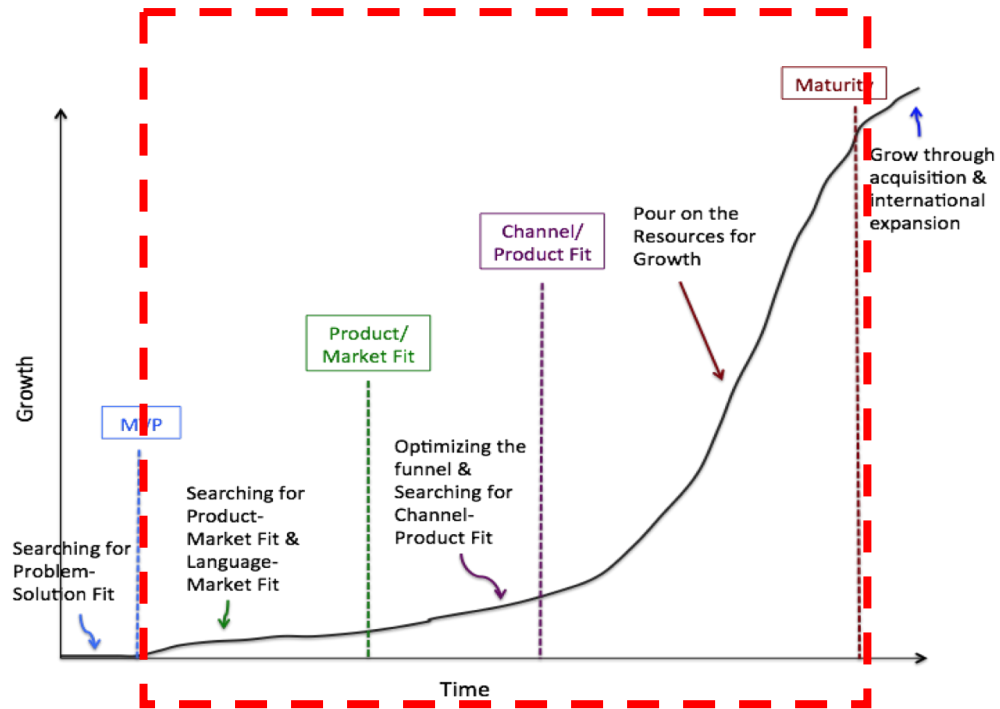 Maturity
Grow through
acquisition &
international
expansion
Pour on the
Resources for
Growth
Channel/
Product Fit
Product/
Market Fit
Growth
MVP
Optimizing the
funnel &
Searching for
Channel-
Product Fit
Searching for
Product-
Market Fit &
Language-
Market Fit
Searching for
Problem-
Solution Fit
Time